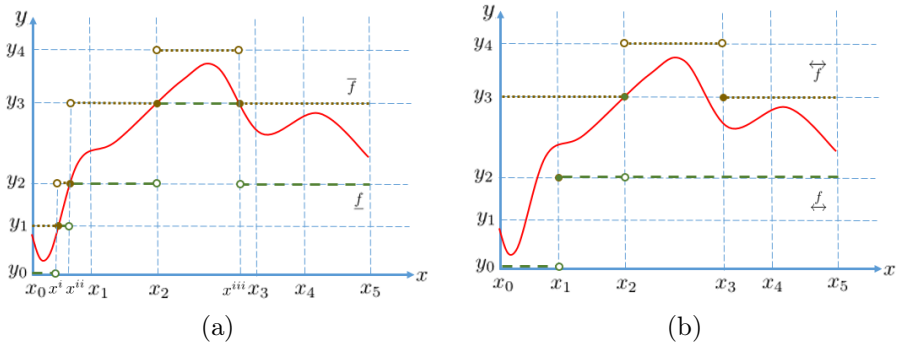 y
y₄
y₃
y₂
y₁
y₀
f̅
f̲
x₀ xⁱ xⁱⁱ x₁ x₂ xⁱⁱⁱ x₃ x₄ x₅ x
(a)
y
y₄
y₃
y₂
y₁
y₀
↔
f
f
↔
x₀ x₁ x₂ x₃ x₄ x₅ x
(b)